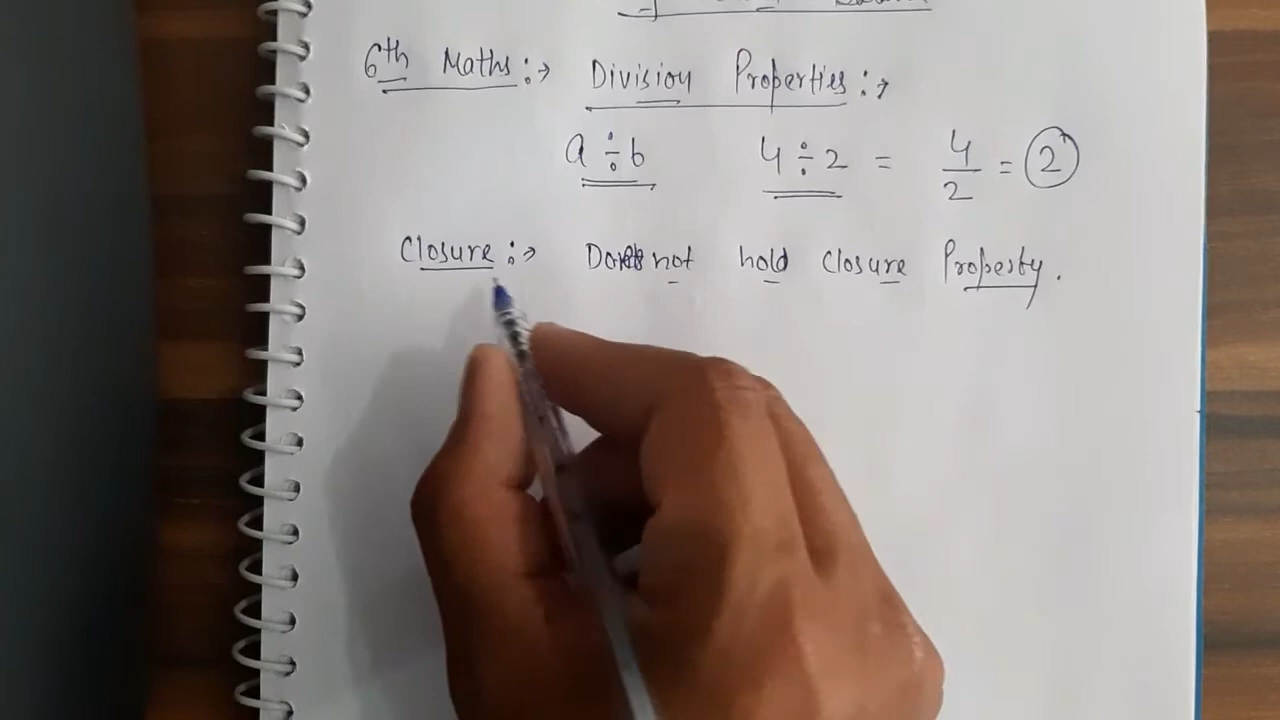 6th Maths :→ Division Properties :→
a ÷ b 4 ÷ 2 = 4/2 = 2
Closure :→ Does not hold closure Property.